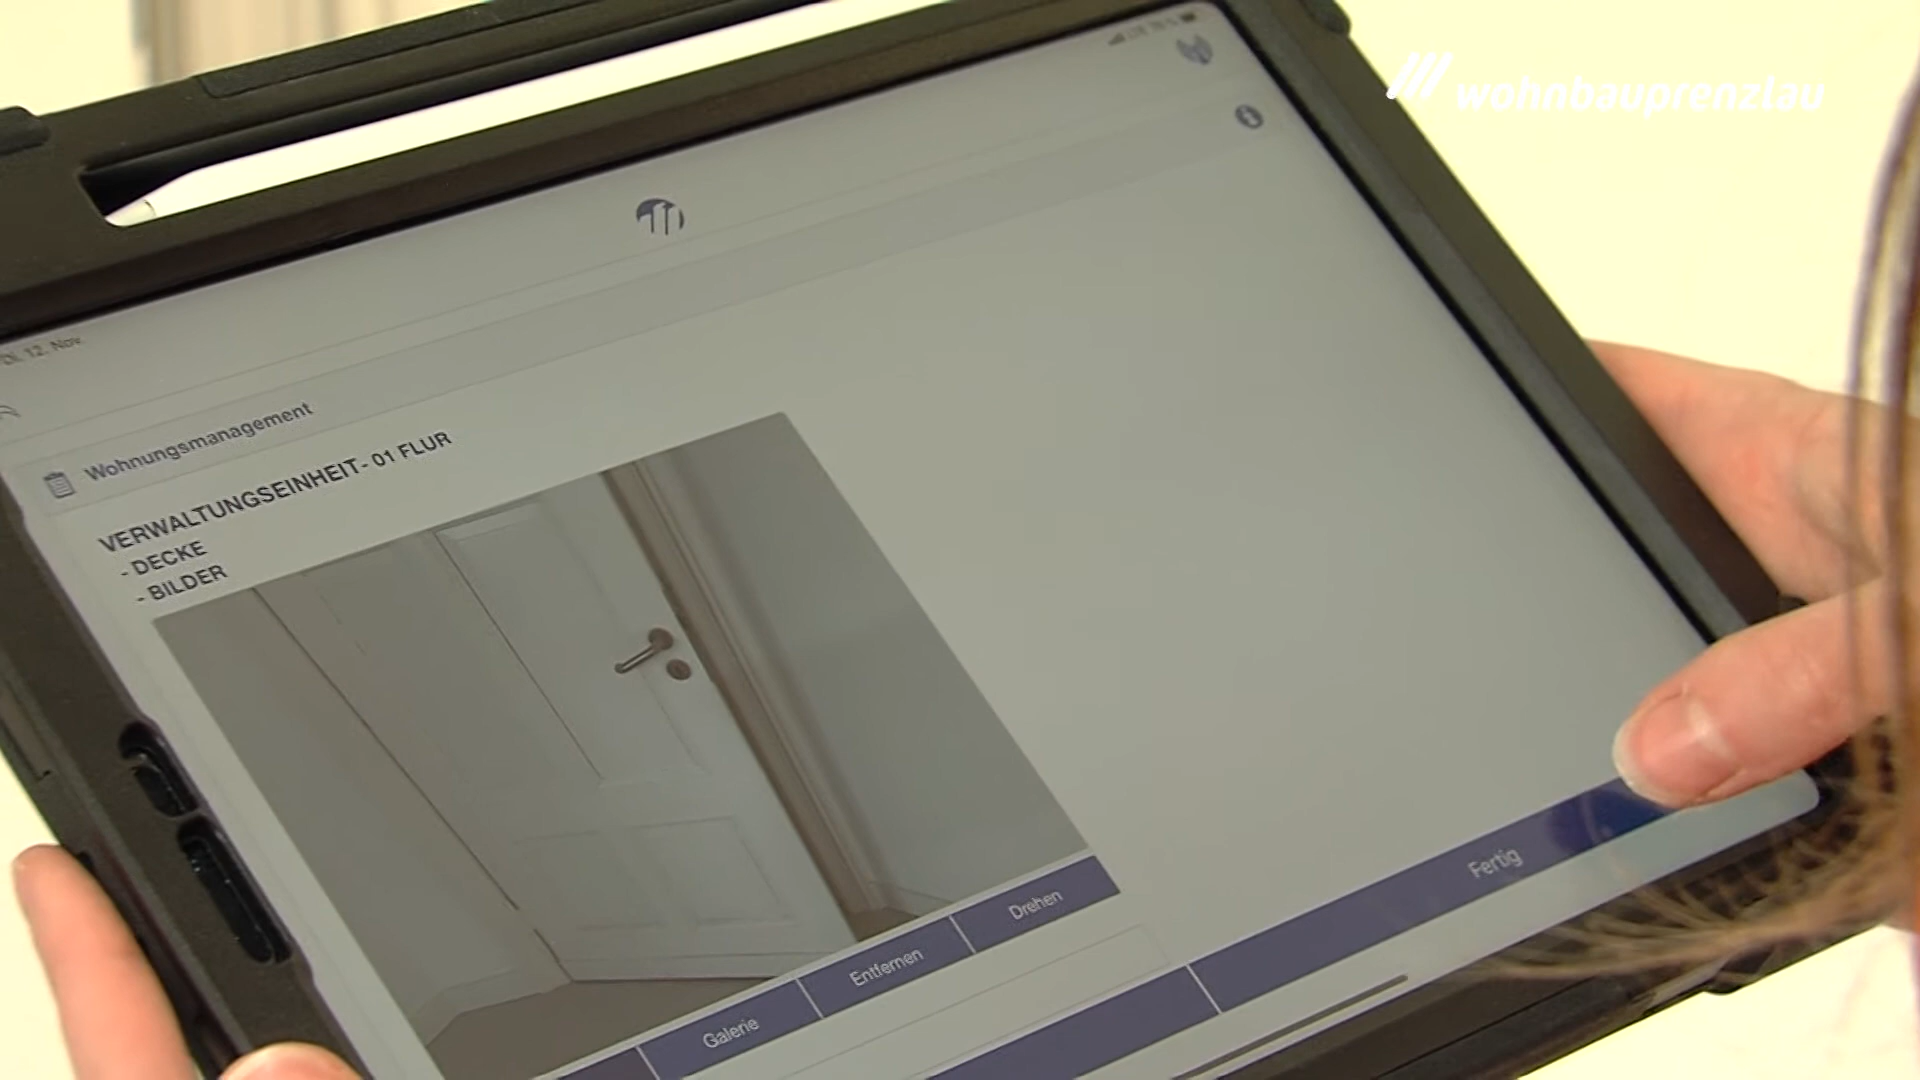 wohnbauprenzlau
Di. 12. Nov.
Wohnungsmanagement
VERWALTUNGSEINHEIT- 01 FLUR
- DECKE
- BILDER
Galerie
Entfernen
Drehen
Fertig